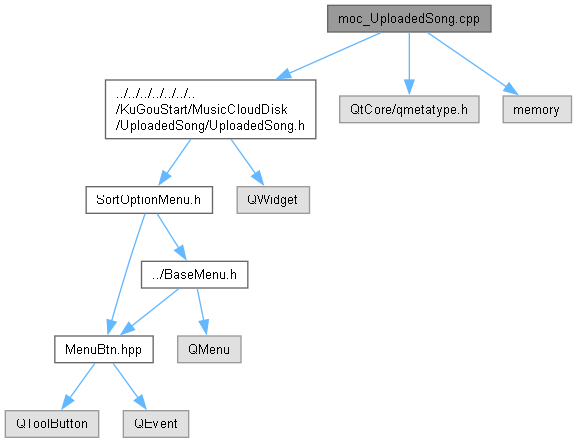 moc_UploadedSong.cpp
../../../../../../..
/KuGouStart/MusicCloudDisk
/UploadedSong/UploadedSong.h
QtCore/qmetatype.h
memory
SortOptionMenu.h
QWidget
../BaseMenu.h
MenuBtn.hpp
QMenu
QToolButton
QEvent